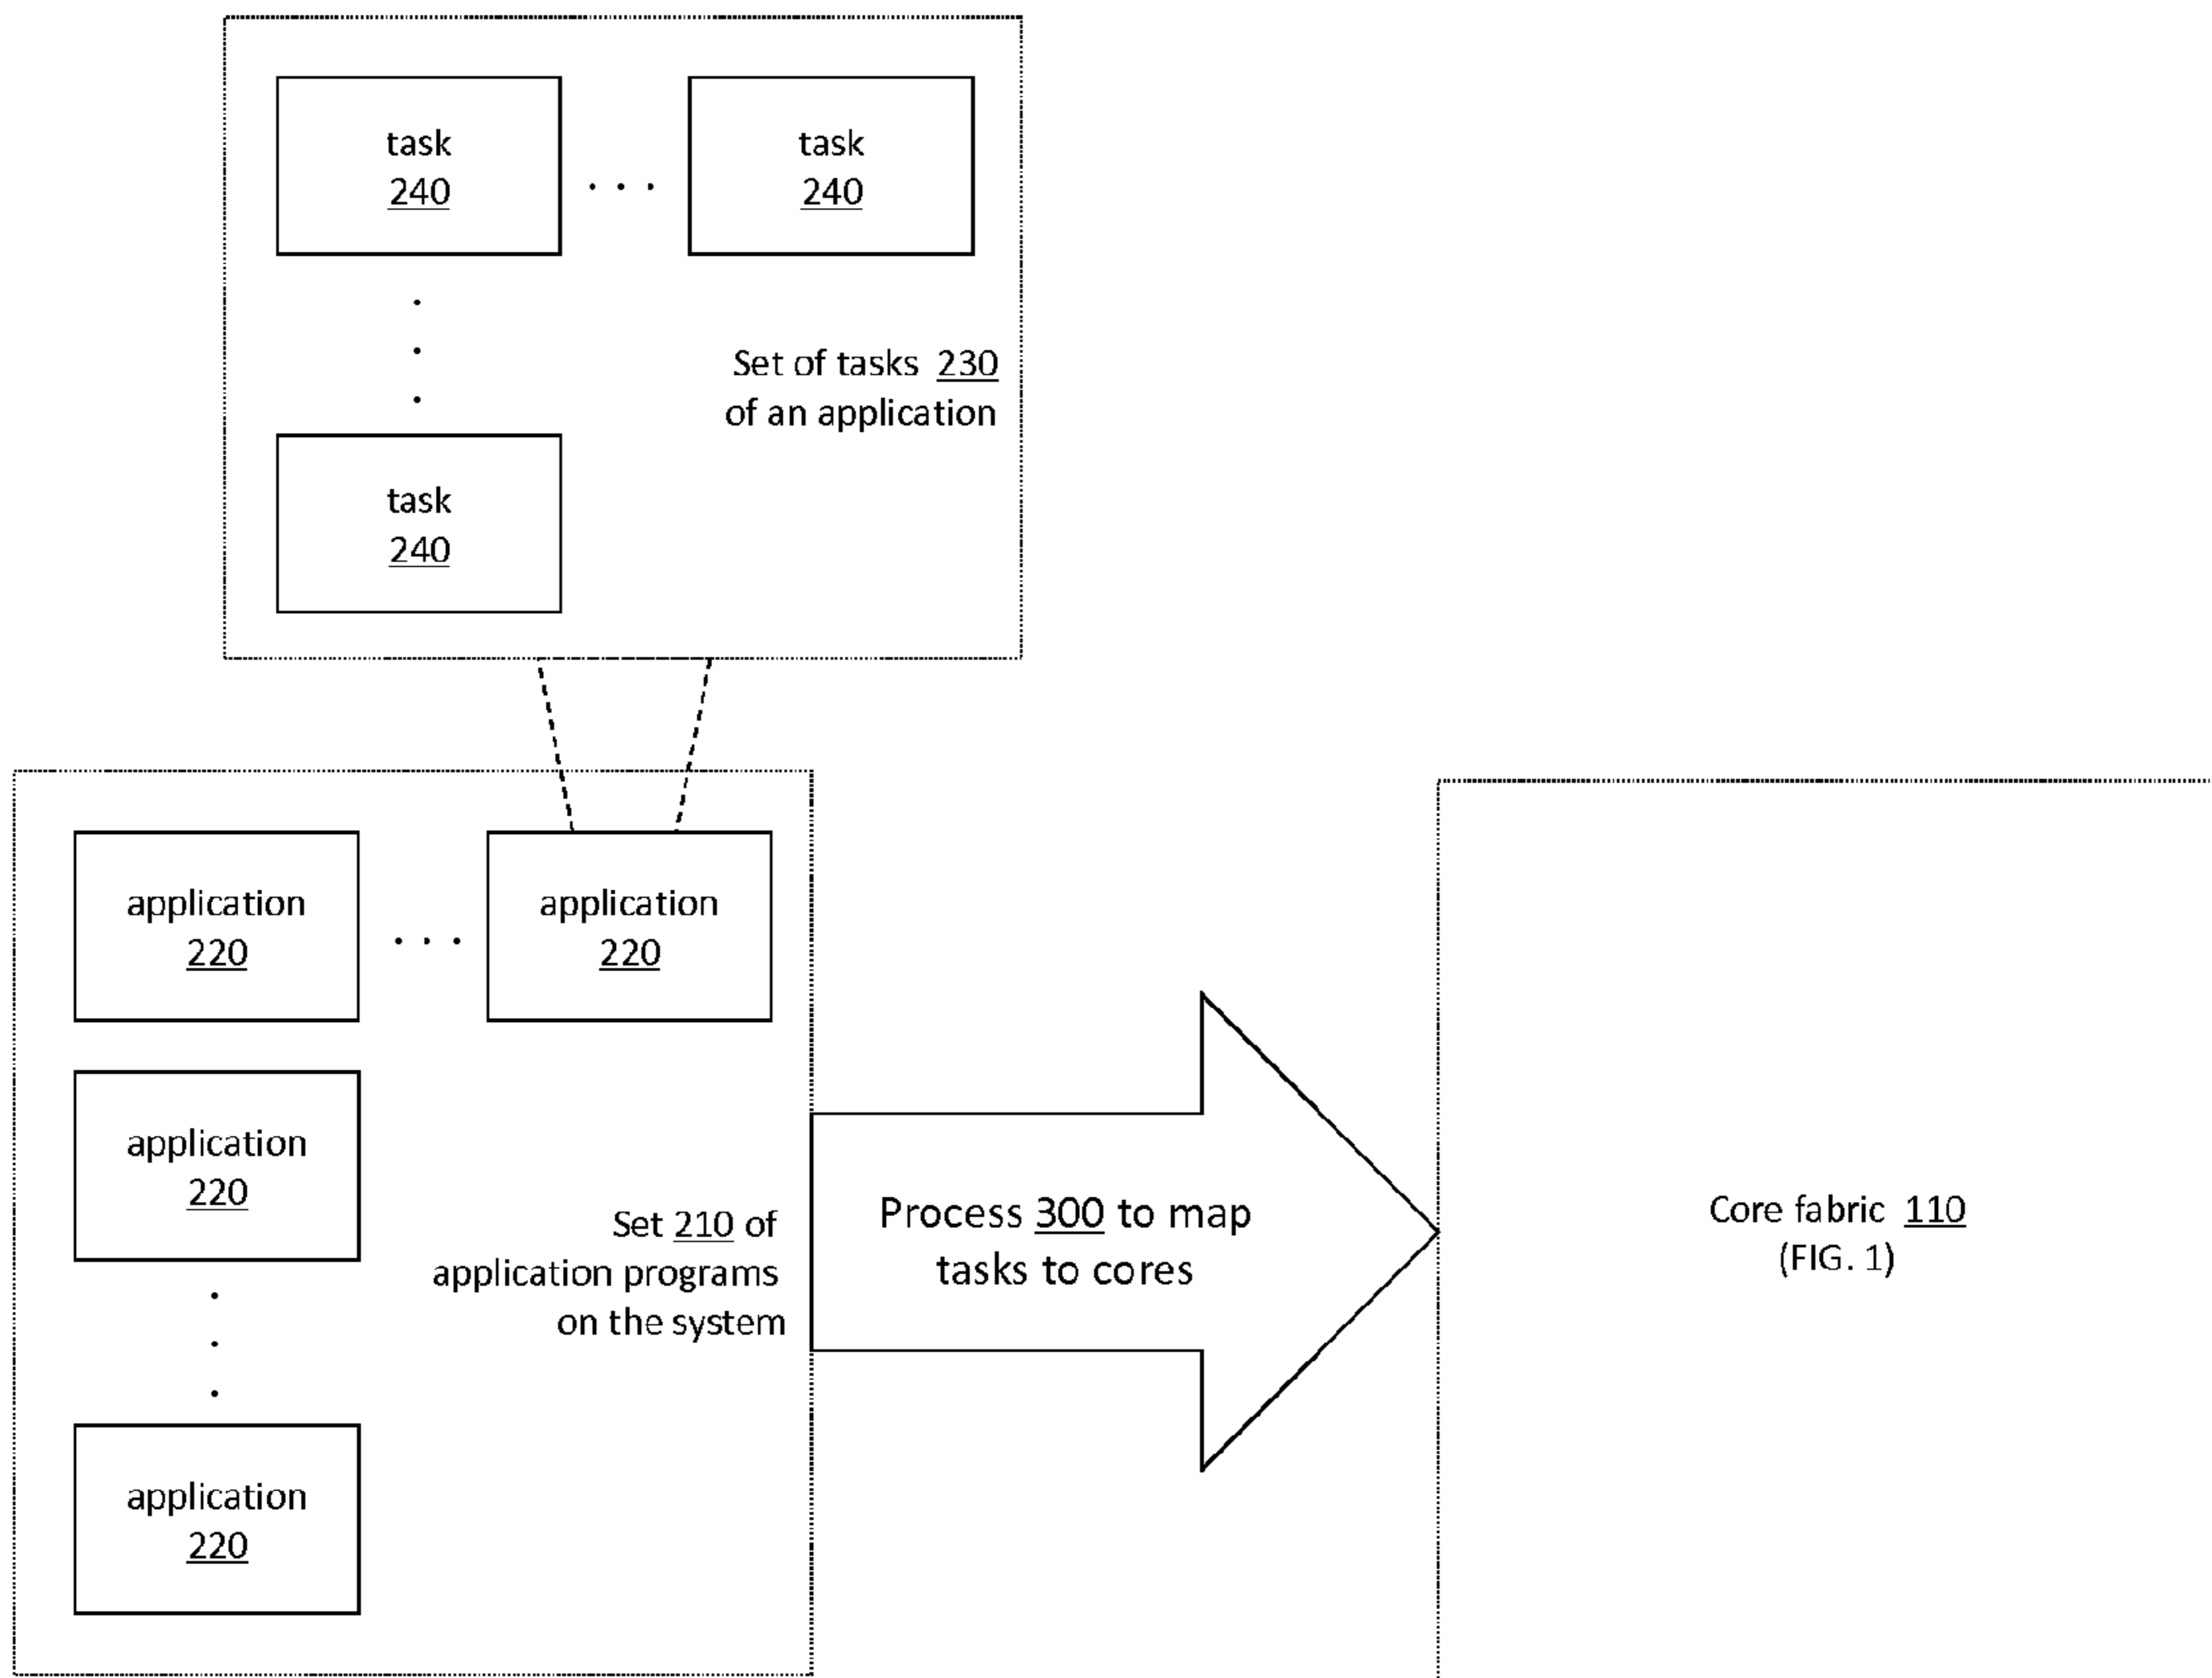 task
240
. . .
task
240
.
.
.
Set of tasks 230
of an application
task
240
application
220
. . .
application
220
application
220
.
.
.
Set 210 of
application programs
on the system
application
220
Process 300 to map
tasks to cores
Core fabric 110
(FIG. 1)